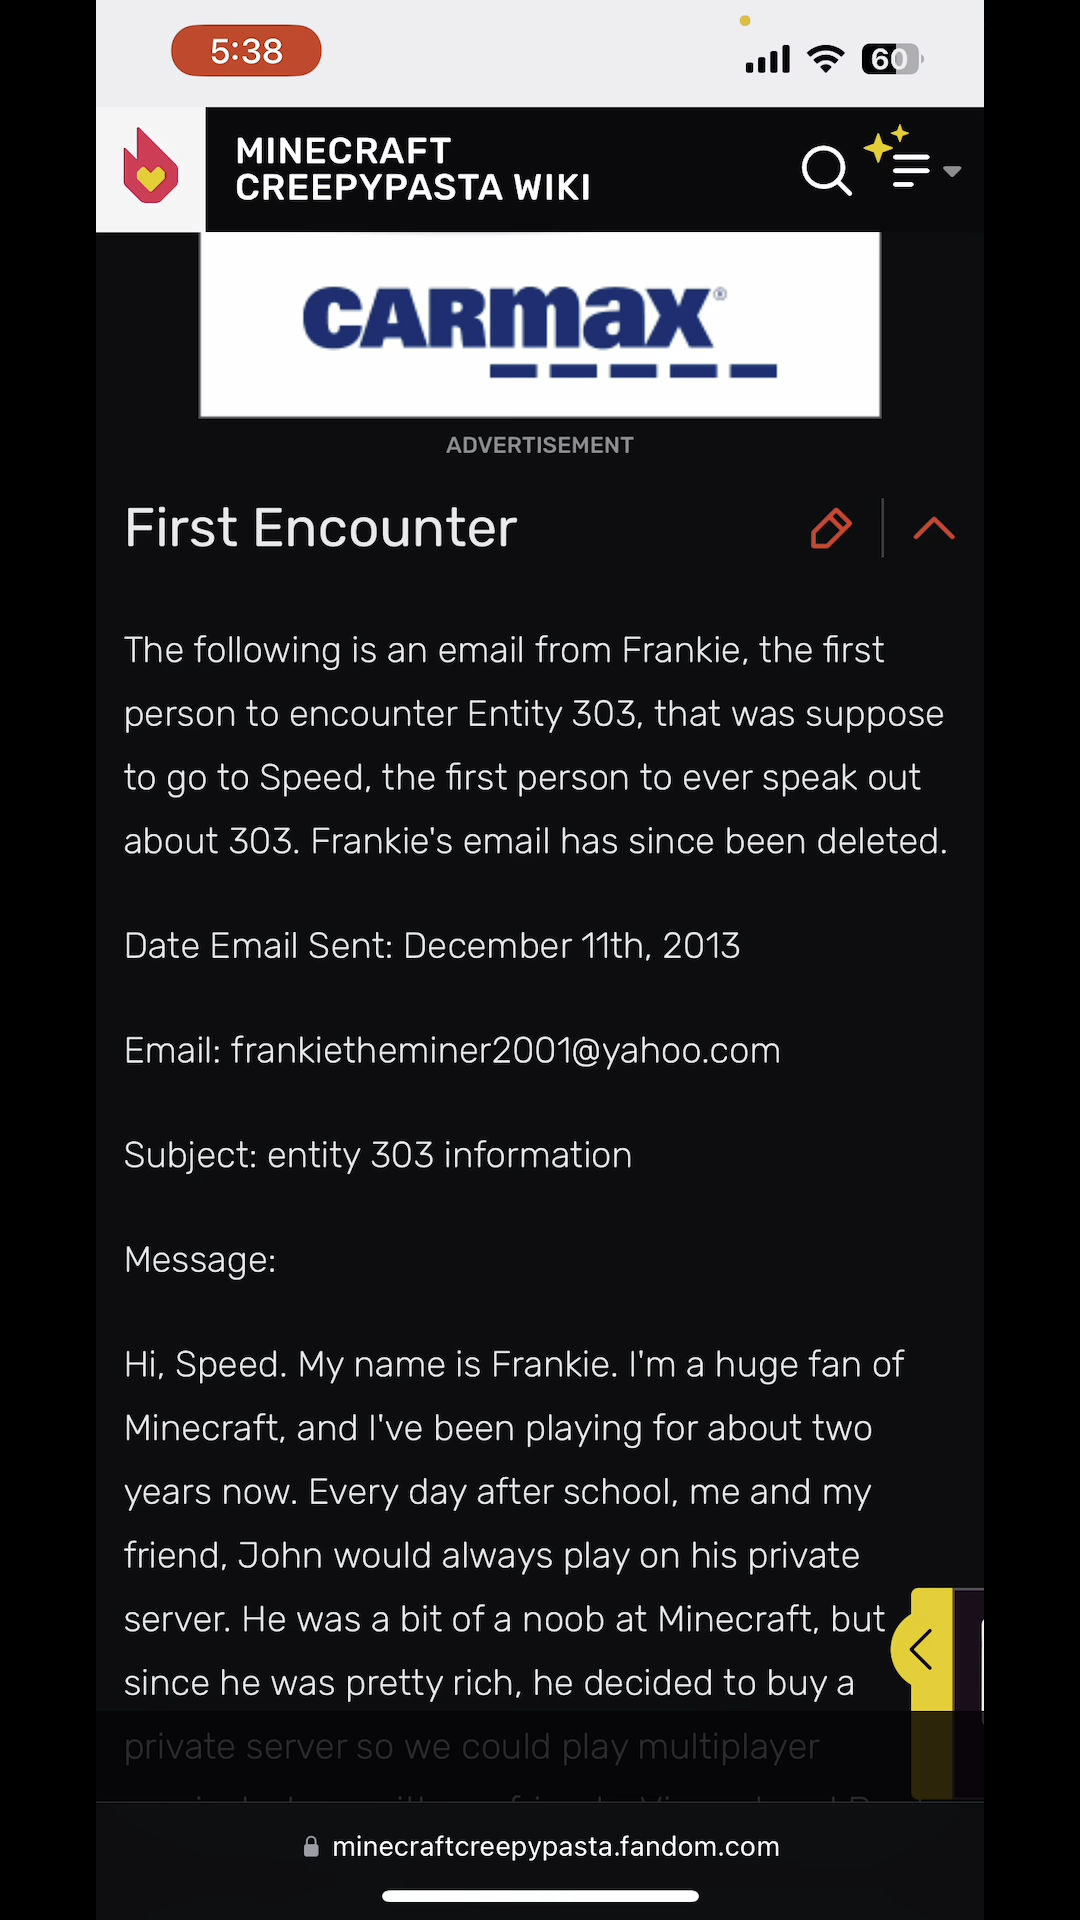 5:38
60
MINECRAFT
CREEPYPASTA WIKI
CARMAX®
ADVERTISEMENT
First Encounter
The following is an email from Frankie, the first
person to encounter Entity 303, that was suppose
to go to Speed, the first person to ever speak out
about 303. Frankie's email has since been deleted.
Date Email Sent: December 11th, 2013
Email: frankietheminer2001@yahoo.com
Subject: entity 303 information
Message:
Hi, Speed. My name is Frankie. I'm a huge fan of
Minecraft, and I've been playing for about two
years now. Every day after school, me and my
friend, John would always play on his private
server. He was a bit of a noob at Minecraft, but
since he was pretty rich, he decided to buy a
private server so we could play multiplayer
minecraftcreepypasta.fandom.com